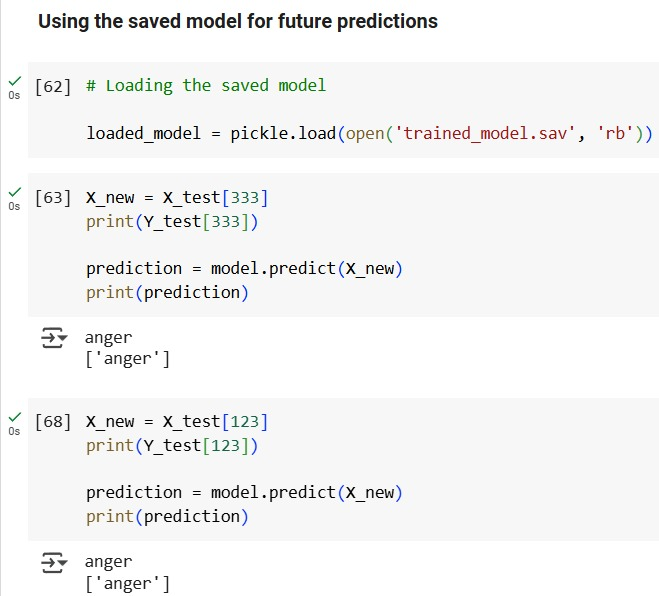 Using the saved model for future predictions
0s
[62] # Loading the saved model
loaded_model = pickle.load(open('trained_model.sav', 'rb'))
0s
[63] X_new = X_test[333]
print(Y_test[333])
prediction = model.predict(X_new)
print(prediction)
anger
['anger']
0s
[68] X_new = X_test[123]
print(Y_test[123])
prediction = model.predict(X_new)
print(prediction)
anger
['anger']